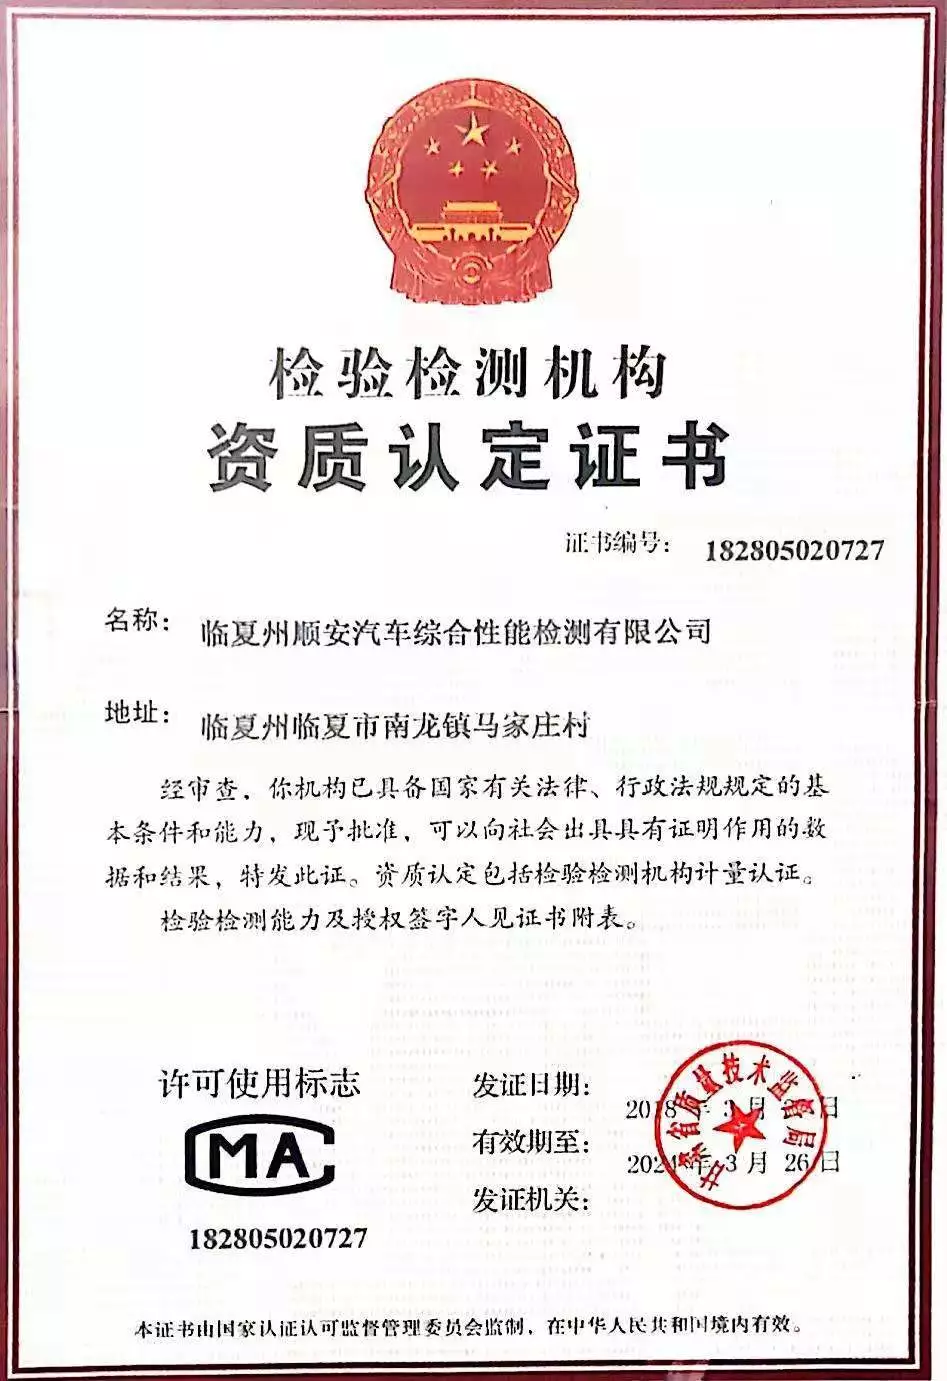 检验检测机构
资质认定证书
证书编号: 182805020727
名称: 临夏州顺安汽车综合性能检测有限公司
地址: 临夏州临夏市南龙镇马家庄村
经审查，你机构已具备国家有关法律、行政法规规定的基
本条件和能力，现予批准，可以向社会出具具有证明作用的数
据和结果，特发此证。资质认定包括检验检测机构计量认证。
检验检测能力及授权签字人见证书附表。
许可使用标志
MA
182805020727
发证日期: 2018年3月 日
有效期至: 2024年3月26日
发证机关:
甘肃省质量技术监督局
本证书由国家认证认可监督管理委员会监制，在中华人民共和国境内有效。